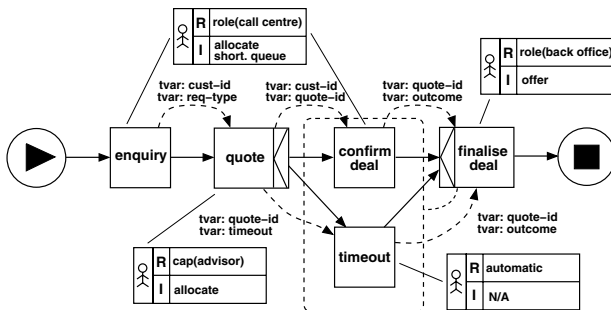 R role(call centre)
I allocate
short. queue
R role(back office)
I offer
tvar: cust-id
tvar: req-type
tvar: cust-id
tvar: quote-id
tvar: quote-id
tvar: outcome
enquiry
quote
confirm
deal
finalise
deal
tvar: quote-id
tvar: timeout
tvar: quote-id
tvar: outcome
timeout
R cap(advisor)
I allocate
R automatic
I N/A